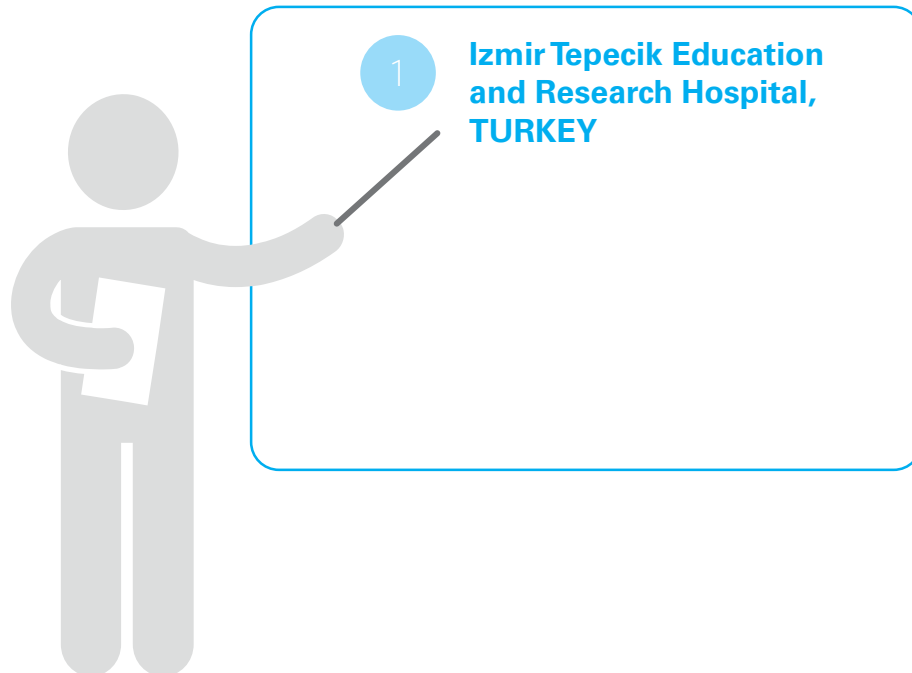 1
Izmir Tepecik Education
and Research Hospital,
TURKEY